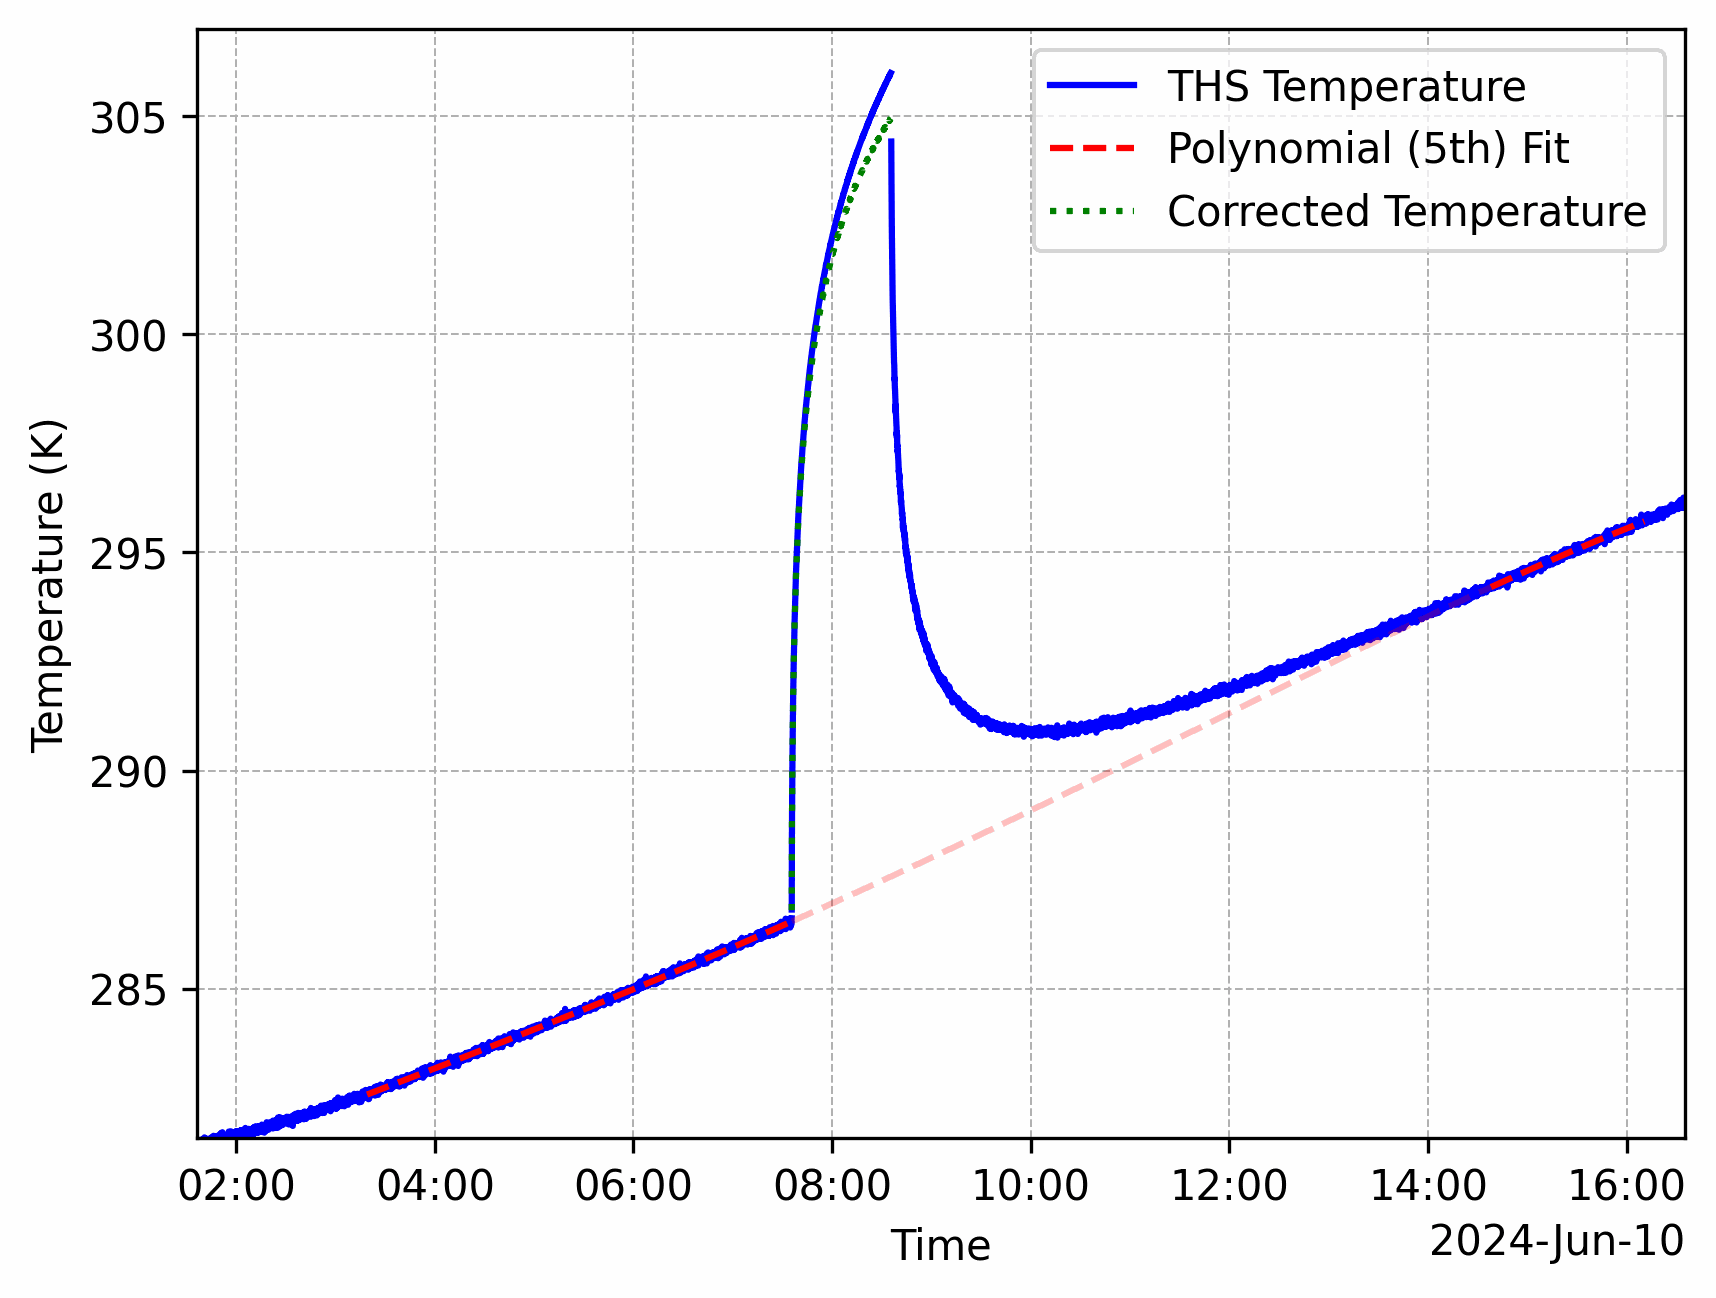 THS Temperature
Polynomial (5th) Fit
Corrected Temperature
Temperature (K)
305
300
295
290
285
02:00 04:00 06:00 08:00 10:00 12:00 14:00 16:00
Time
2024-Jun-10